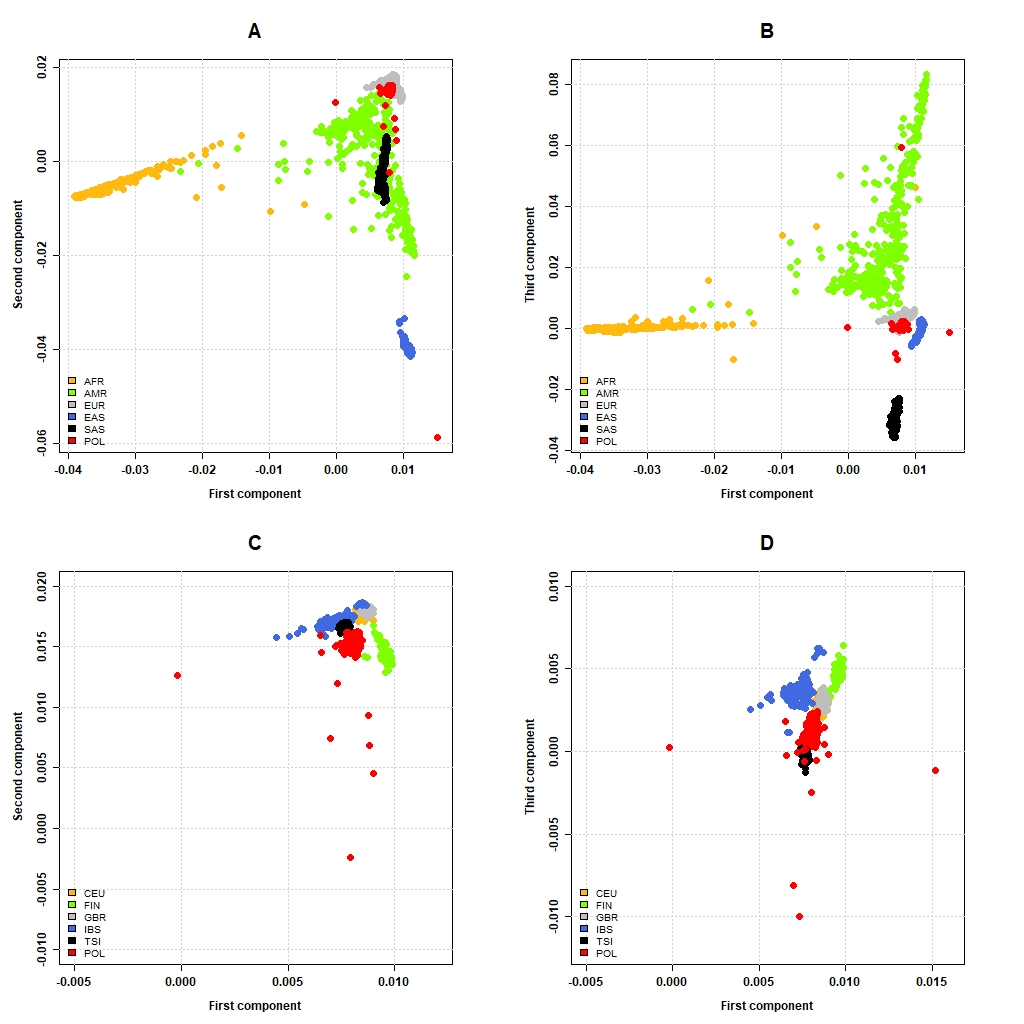 A
Second component
0.02
0.00
-0.02
-0.04
-0.06
AFR
AMR
EUR
EAS
SAS
POL
-0.04 -0.03 -0.02 -0.01 0.00 0.01
First component
B
Third component
0.08
0.06
0.04
0.02
0.00
-0.02
-0.04
AFR
AMR
EUR
EAS
SAS
POL
-0.04 -0.03 -0.02 -0.01 0.00 0.01
First component
C
Second component
0.020
0.015
0.010
0.005
0.000
-0.005
-0.010
CEU
FIN
GBR
IBS
TSI
POL
-0.005 0.000 0.005 0.010
First component
D
Third component
0.010
0.005
0.000
-0.005
-0.010
CEU
FIN
GBR
IBS
TSI
POL
-0.005 0.000 0.005 0.010 0.015
First component